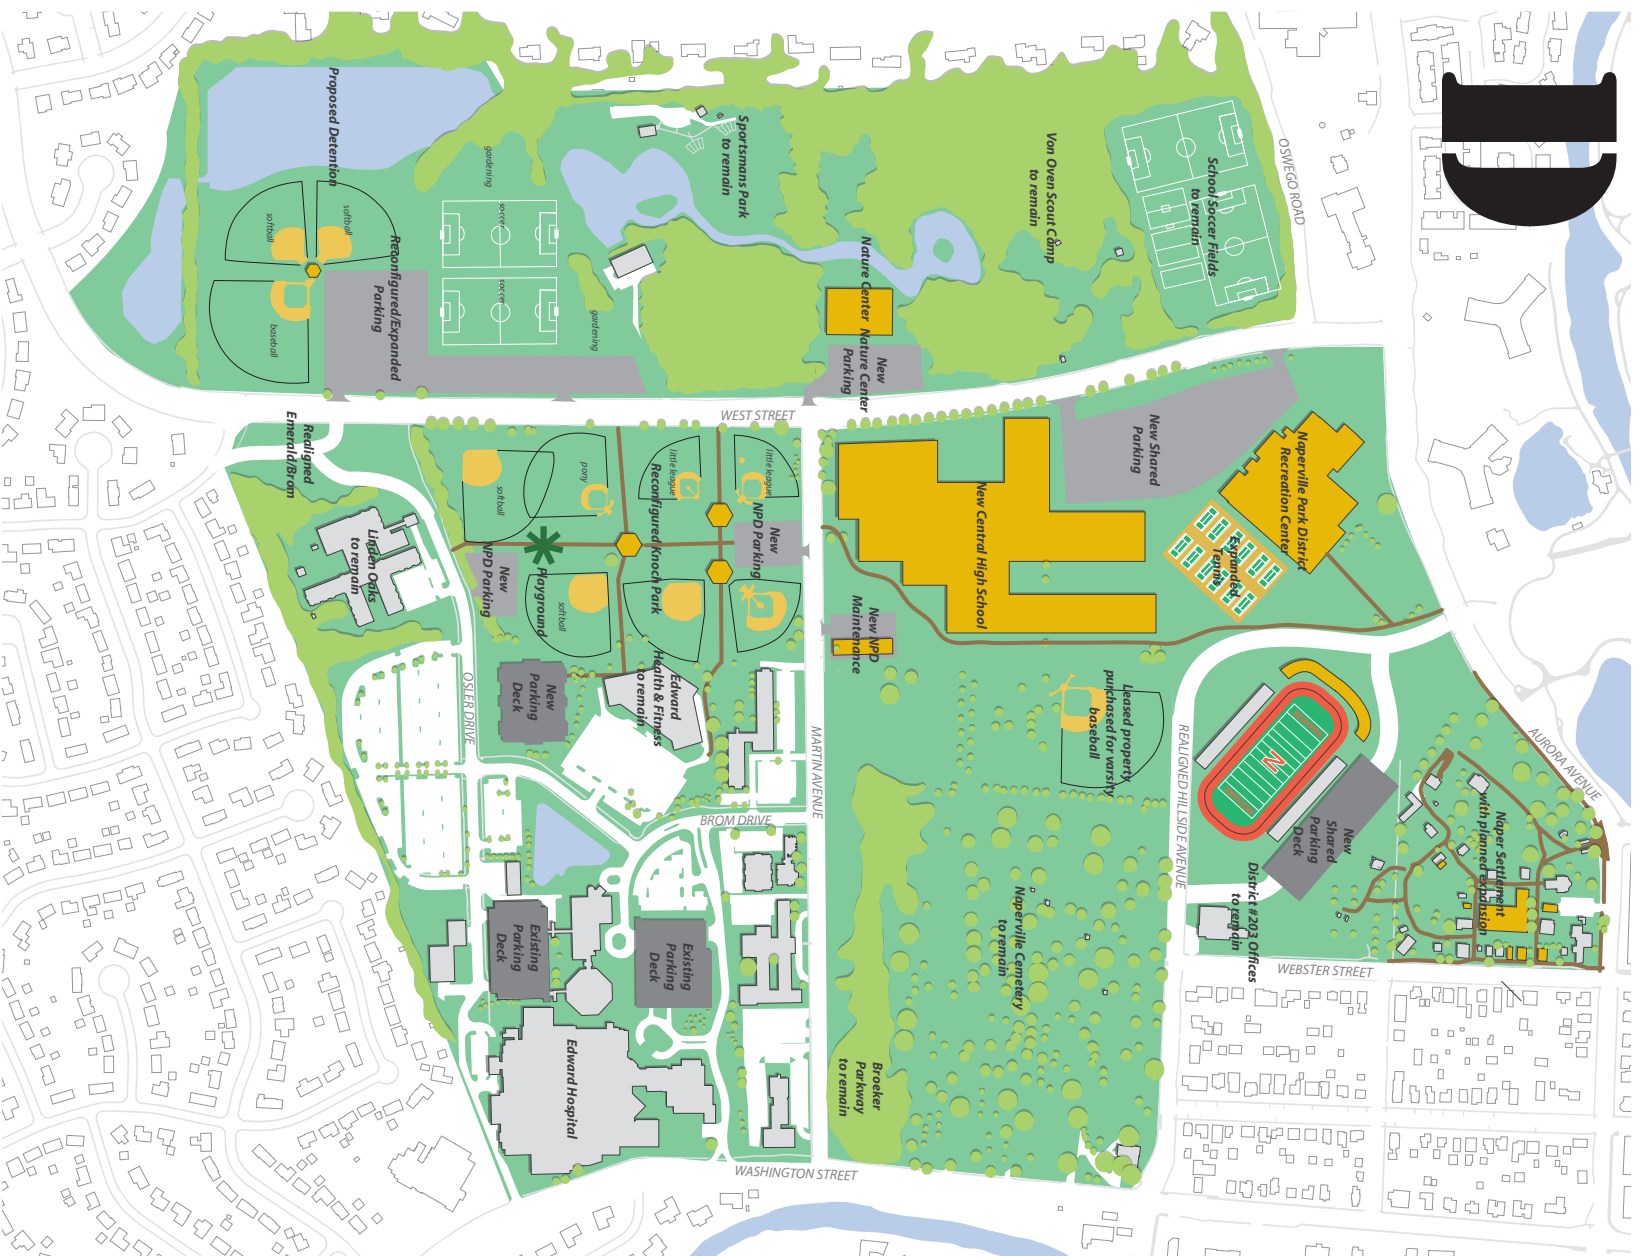 1D
OSWEGO ROAD
School Soccer Fields
to remain
Von Oven Scout Camp
to remain
Sportsmans Park
to remain
Nature Center
New
Nature Center
Parking
Proposed Detention
gardening
gardening
soccer
soccer
softball
softball
baseball
Reconfigured/Expanded
Parking
WEST STREET
Realigned
Emerald/Brom
Linden Oaks
to remain
softball
pony
little league
little league
Reconfigured Knoch Park
New
NPD Parking
New
NPD Parking
Playground
softball
New Central High School
New Shared
Parking
Naperville Park District
Recreation Center
Expanded
Tennis
New NPD
Maintenance
Edward
Health & Fitness
to remain
New
Parking
Deck
OSLER DRIVE
MARTIN AVENUE
BROM DRIVE
Leased property
purchased for varsity
baseball
REALIGNED HILLSIDE AVENUE
N
New
Shared
Parking
Deck
AURORA AVENUE
Naper Settlement
with planned expansion
District #203 Offices
to remain
WEBSTER STREET
Naperville Cemetery
to remain
Broeker
Parkway
to remain
Existing
Parking
Deck
Existing
Parking
Deck
Edward Hospital
WASHINGTON STREET